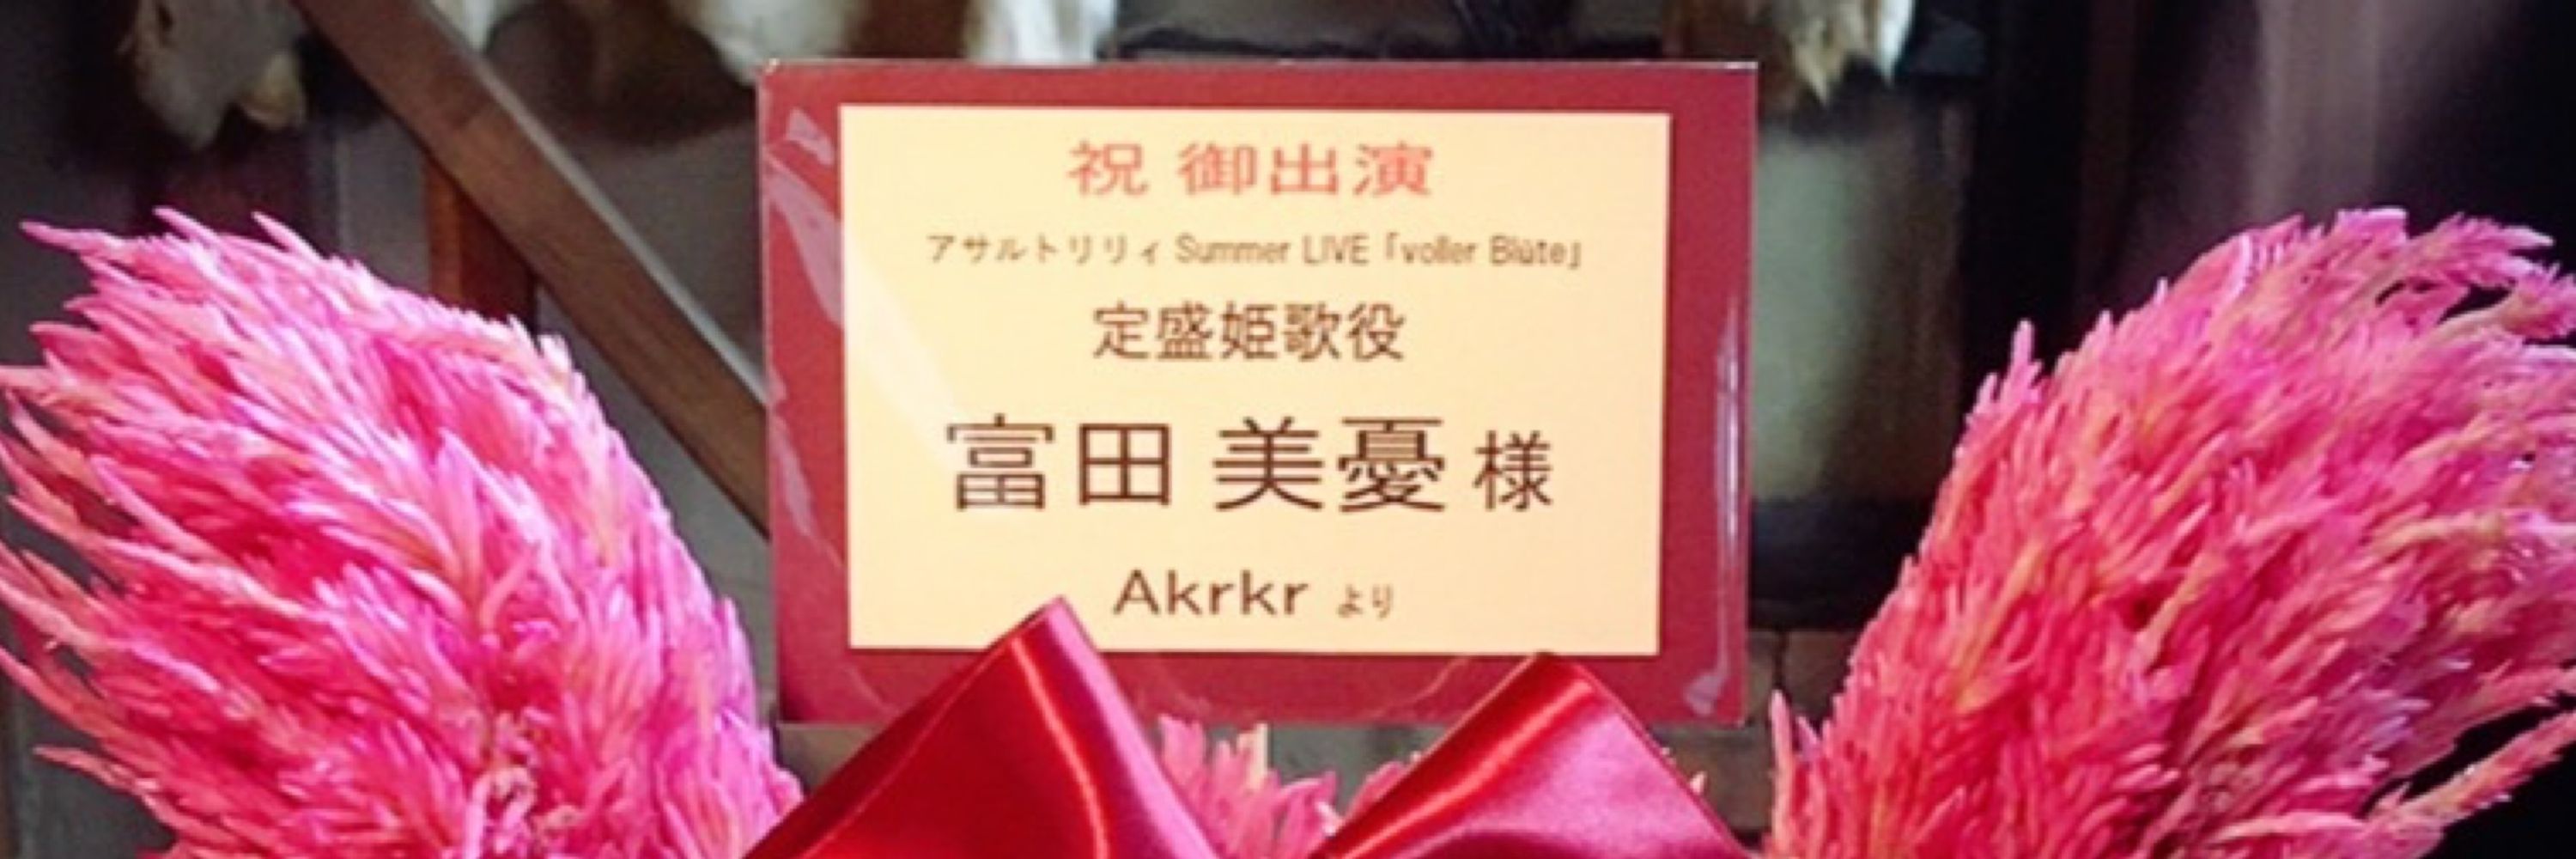 祝 御出演
アサルトリリィ Summer LIVE「voller Blüte」
定盛姫歌役
富田 美憂 様
Akrkr より